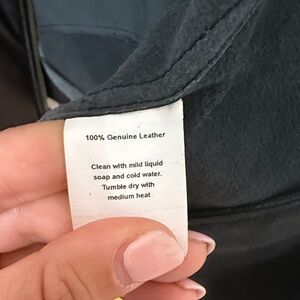 100% Genuine Leather
Clean with mild liquid
soap and cold water.
Tumble dry with
medium heat